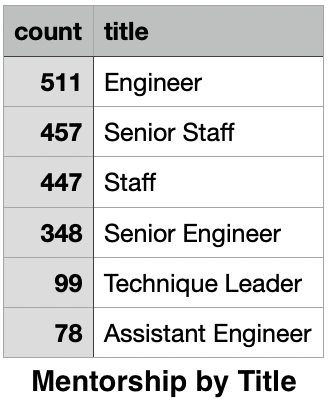 count title
511 Engineer
457 Senior Staff
447 Staff
348 Senior Engineer
99 Technique Leader
78 Assistant Engineer
Mentorship by Title